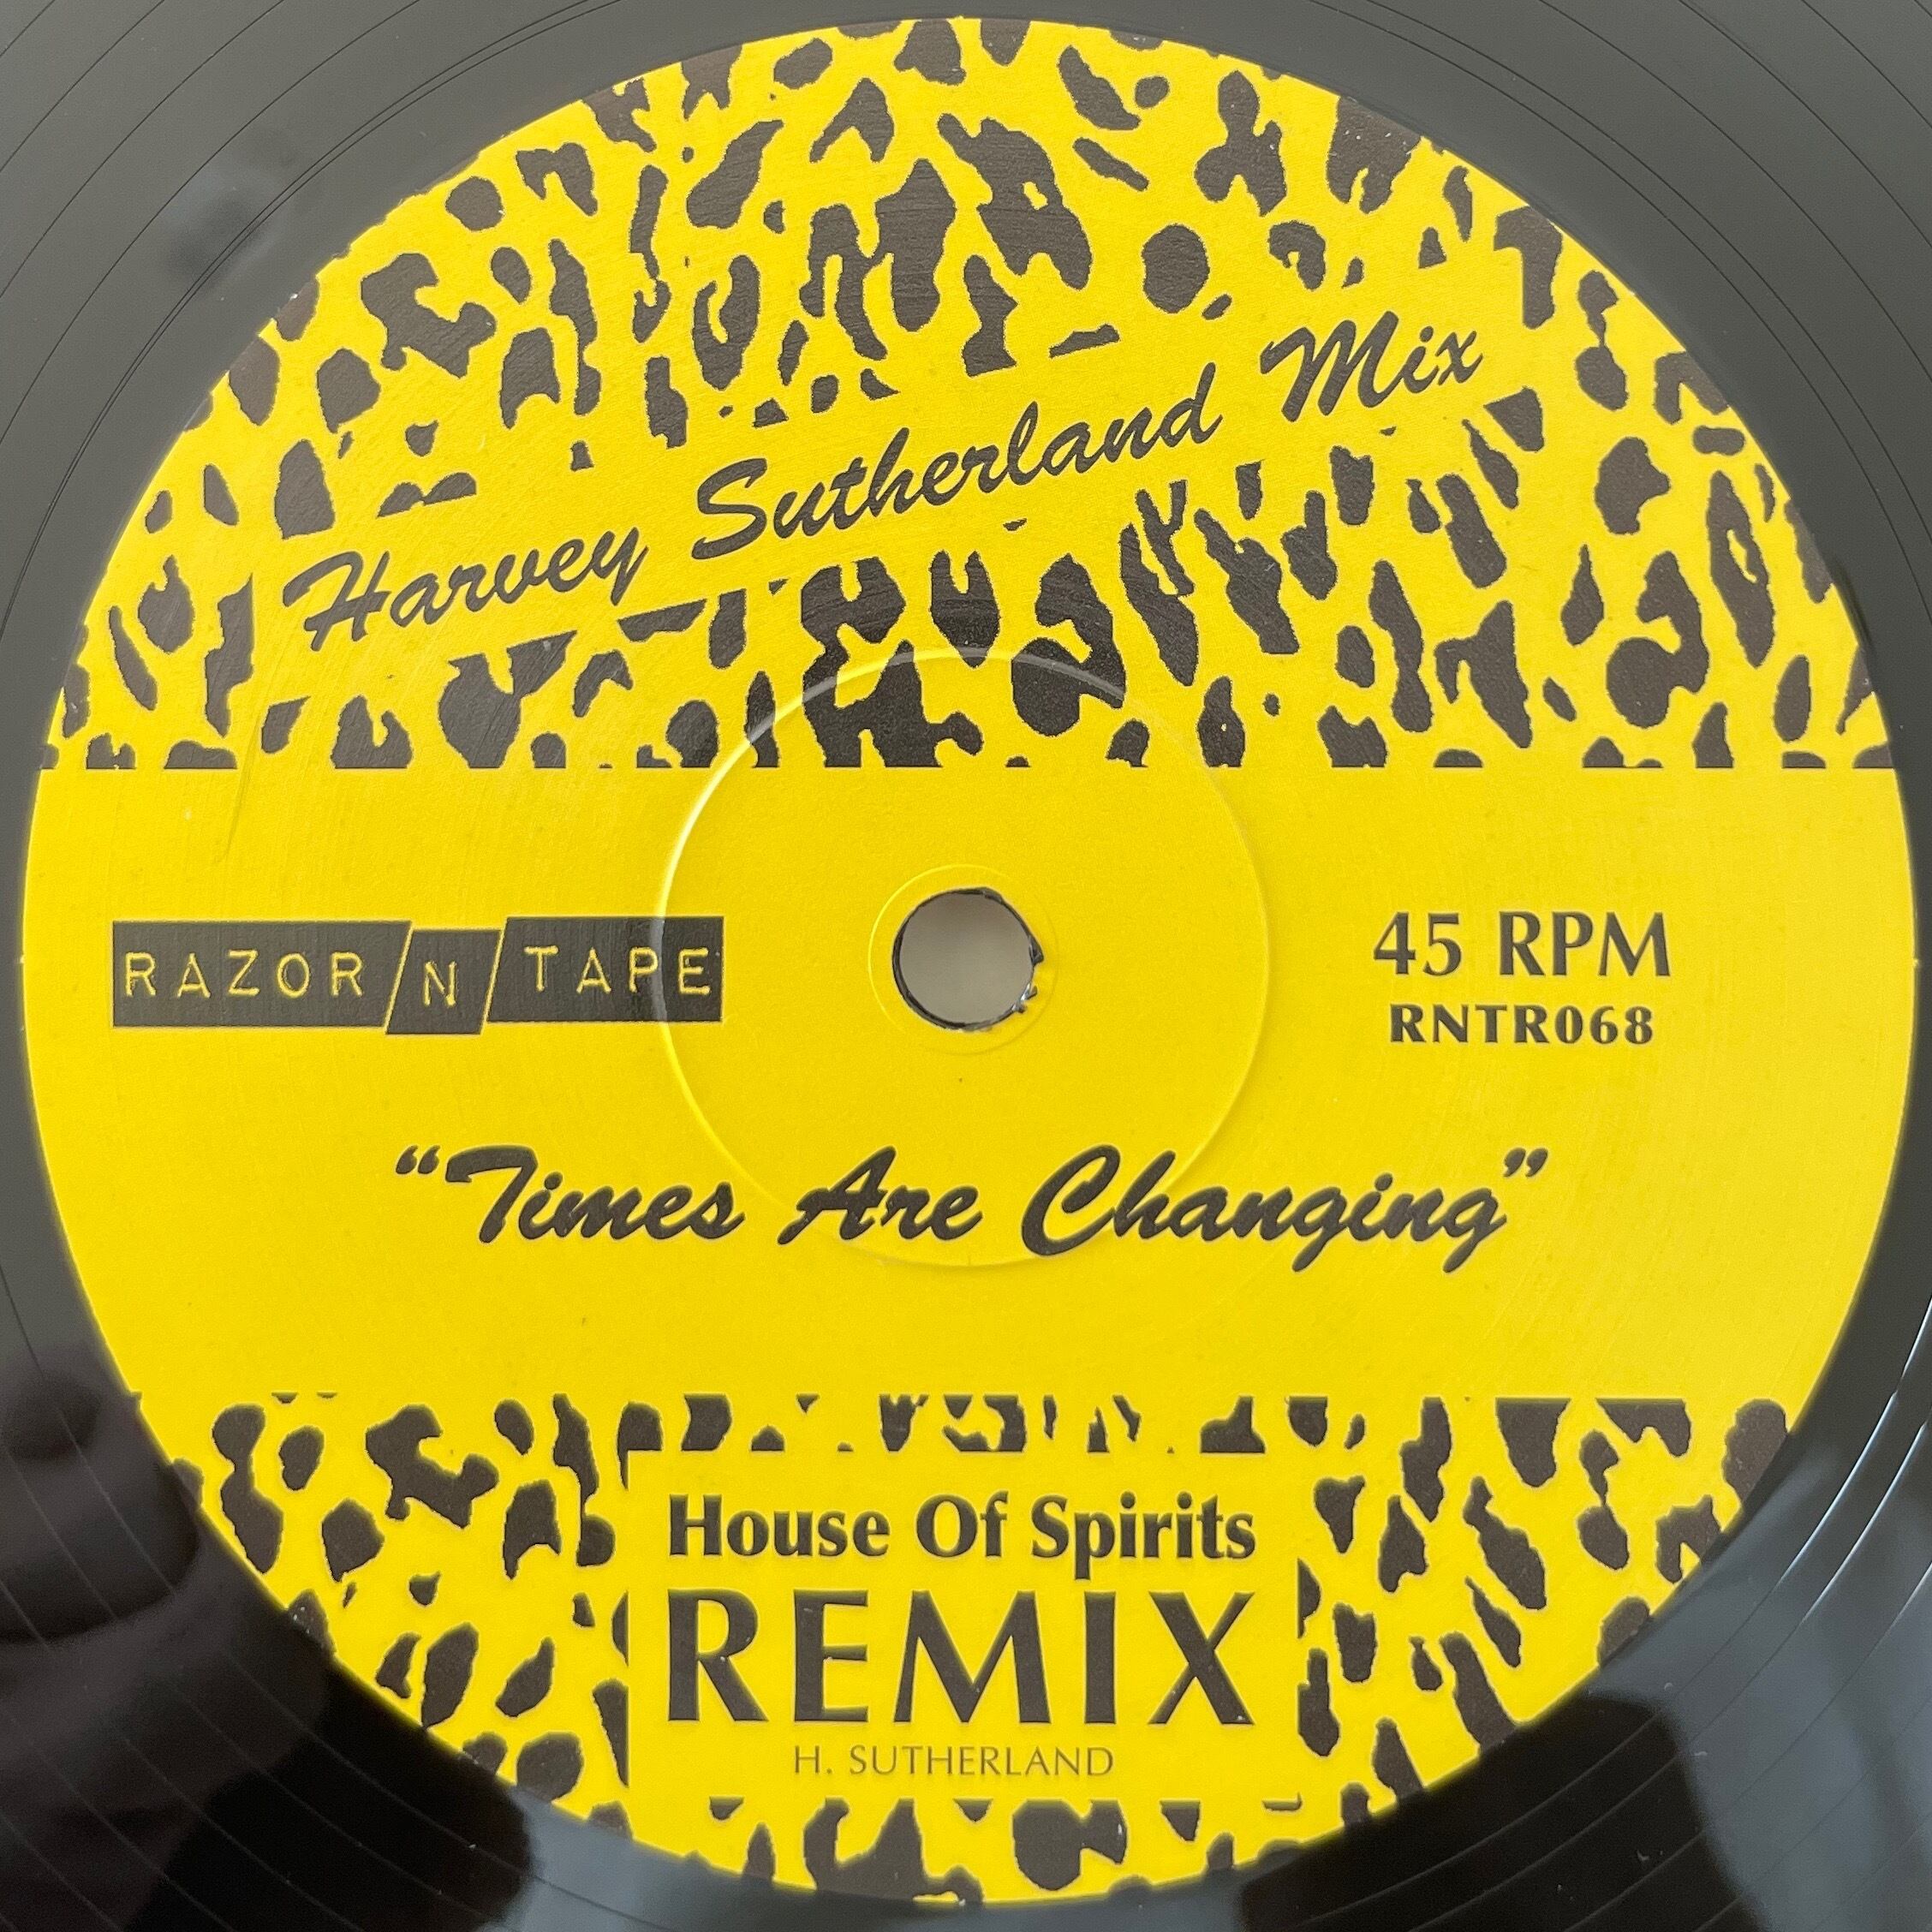 Harvey Sutherland Mix
RAZOR N TAPE
45 RPM
RNTR068
“Times Are Changing”
House Of Spirits
REMIX
H. SUTHERLAND